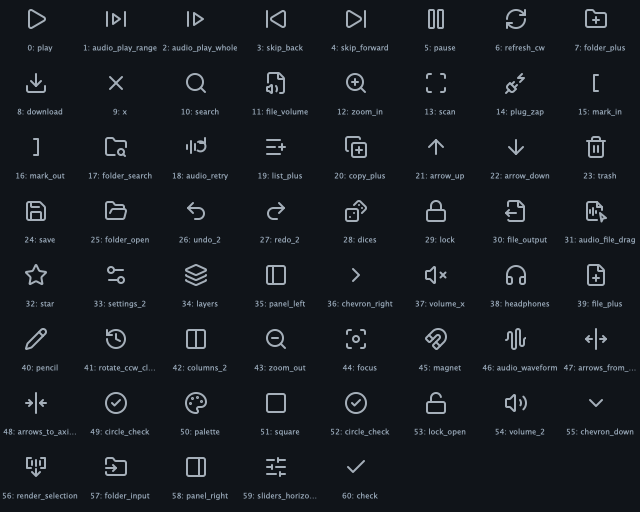 0: play 1: audio_play_range 2: audio_play_whole 3: skip_back 4: skip_forward 5: pause 6: refresh_cw 7: folder_plus
8: download 9: x 10: search 11: file_volume 12: zoom_in 13: scan 14: plug_zap 15: mark_in
16: mark_out 17: folder_search 18: audio_retry 19: list_plus 20: copy_plus 21: arrow_up 22: arrow_down 23: trash
24: save 25: folder_open 26: undo_2 27: redo_2 28: dices 29: lock 30: file_output 31: audio_file_drag
32: star 33: settings_2 34: layers 35: panel_left 36: chevron_right 37: volume_x 38: headphones 39: file_plus
40: pencil 41: rotate_ccw_cl... 42: columns_2 43: zoom_out 44: focus 45: magnet 46: audio_waveform 47: arrows_from_...
48: arrows_to_axi... 49: circle_check 50: palette 51: square 52: circle_check 53: lock_open 54: volume_2 55: chevron_down
56: render_selection 57: folder_input 58: panel_right 59: sliders_horizo... 60: check